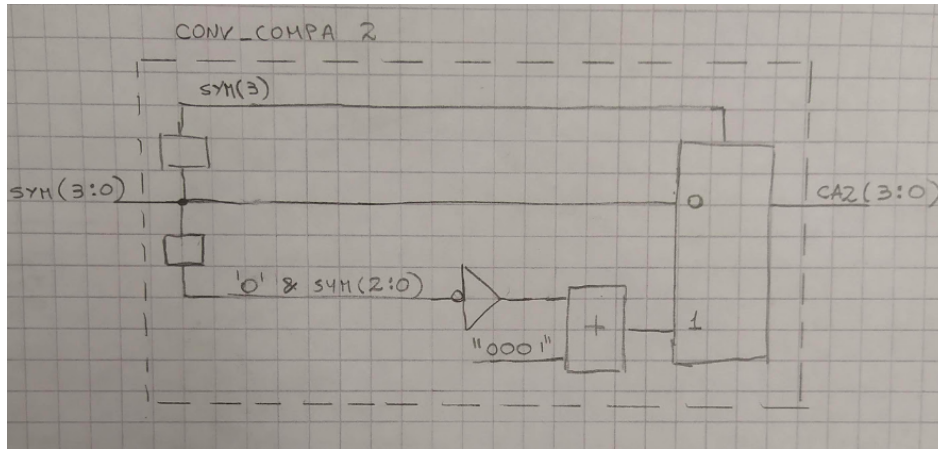 CONV_COMPA 2
SYM(3)
SYM(3:0)
0
CA2(3:0)
'0' & SYM(2:0)
+
1
"0001"